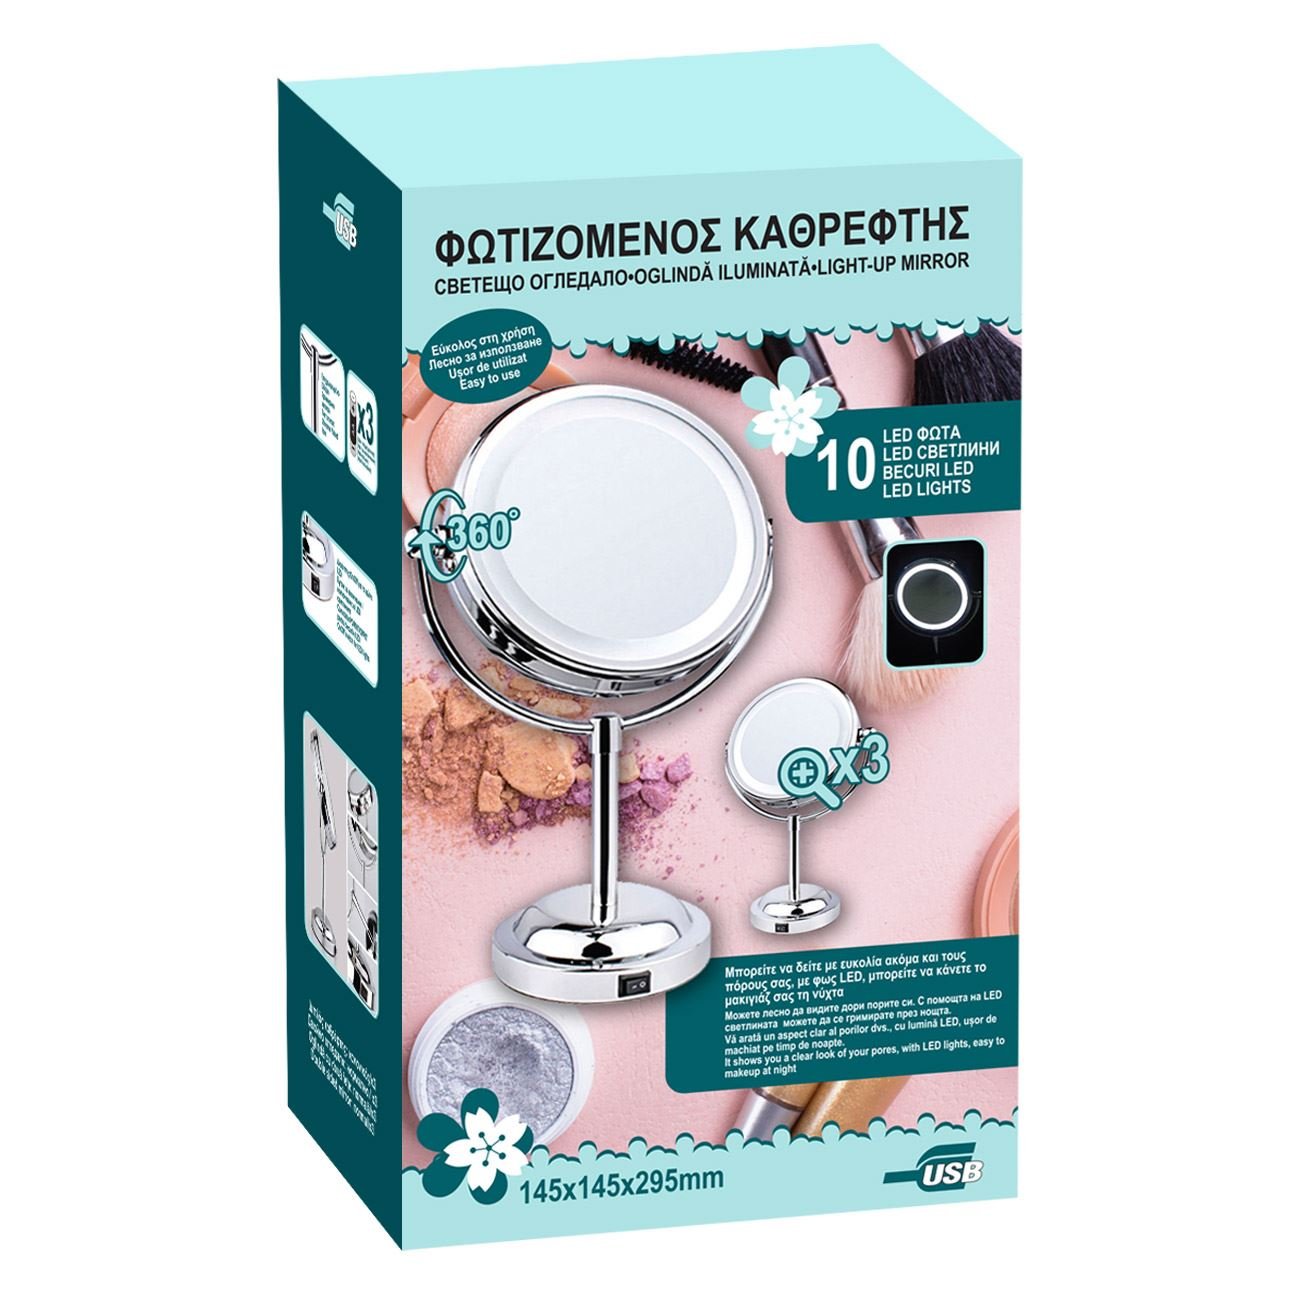 ΦΩΤΙΖΟΜΕΝΟΣ ΚΑΘΡΕΦΤΗΣ
СВЕТЕЩО ОГЛЕДАЛО•OGLINDĂ ILUMINATĂ•LIGHT-UP MIRROR
Εύκολος στη χρήση
Лесно за използване
Uşor de utilizat
Easy to use
10
LED ΦΩΤΑ
LED СВЕТЛИНИ
BECURI LED
LED LIGHTS
360°
x3
Μπορείτε να δείτε με ευκολία ακόμα και τους
πόρους σας, με φως LED, μπορείτε να κάνετε το
μακιγιάζ σας τη νύχτα
Можете лесно да видите дори порите си. С помощта на LED
светлината можете да се гримирате през нощта.
Vă arată un aspect clar al porilor dvs., cu lumină LED, uşor de
machiat pe timp de noapte.
It shows you a clear look of your pores, with LED lights, easy to
makeup at night
145x145x295mm
USB
USB
x3